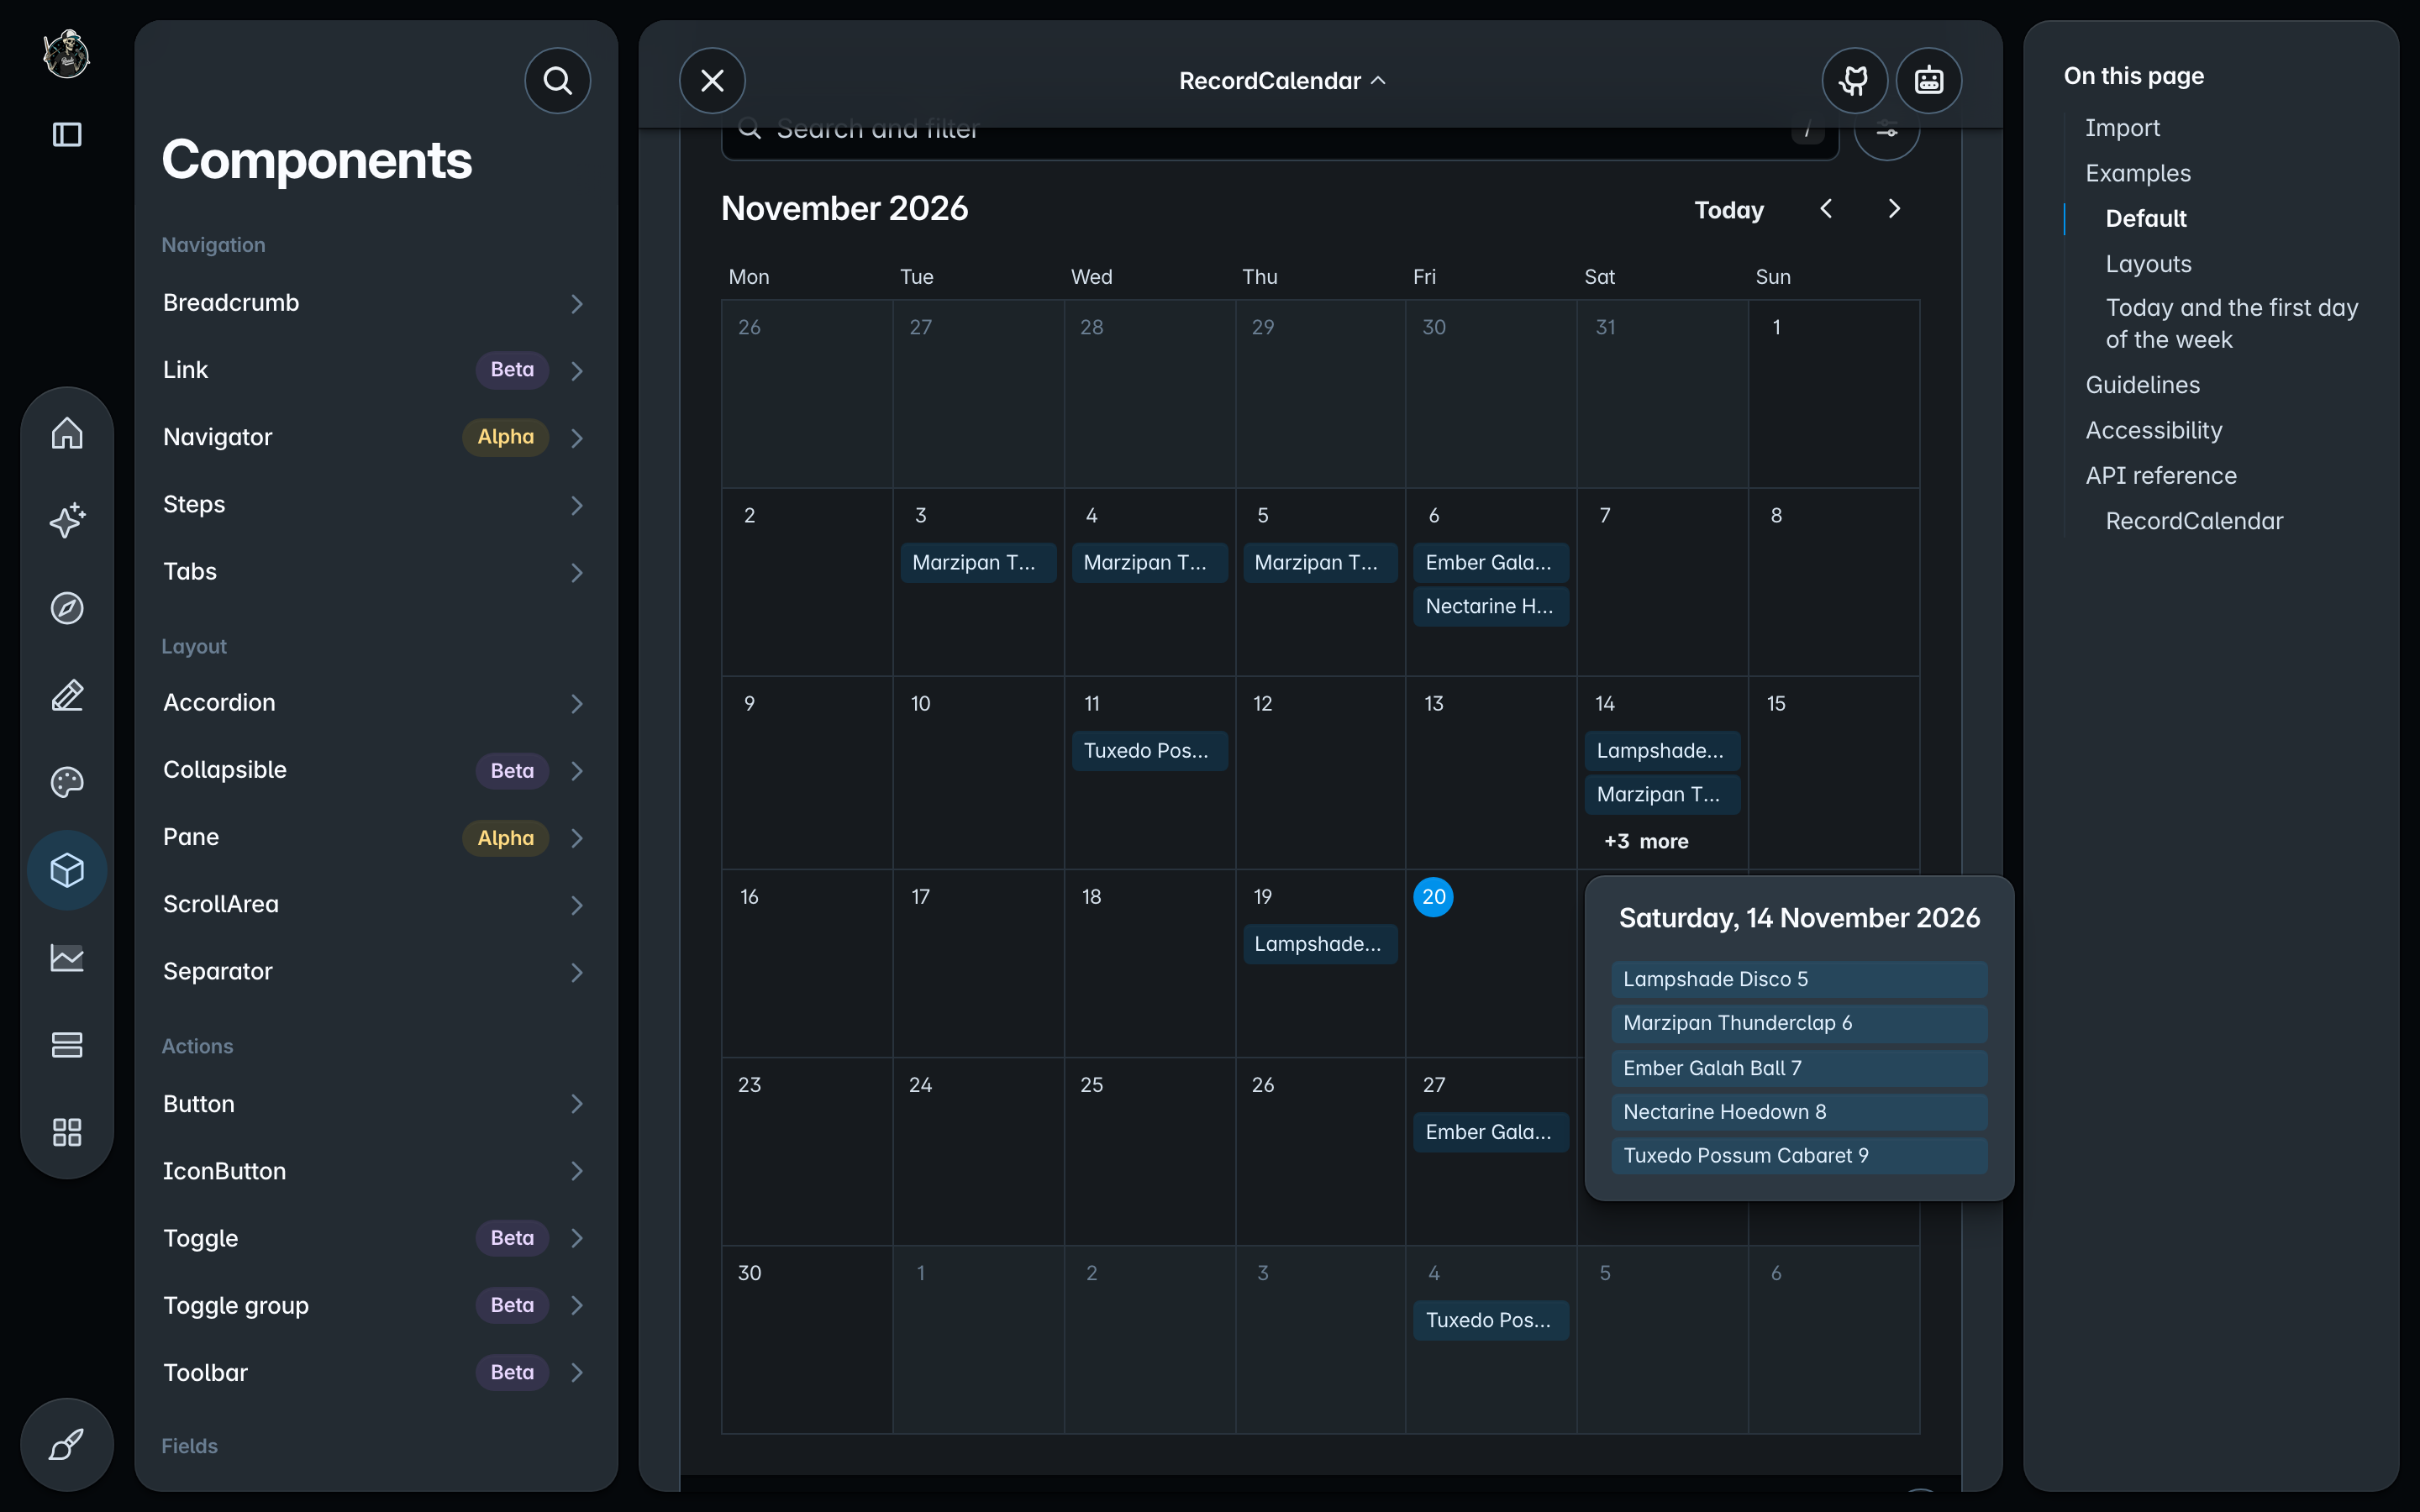 Components
Navigation
Breadcrumb
Link Beta
Navigator Alpha
Steps
Tabs
Layout
Accordion
Collapsible Beta
Pane Alpha
ScrollArea
Separator
Actions
Button
IconButton
Toggle Beta
Toggle group Beta
Toolbar Beta
Fields
RecordCalendar
Search and filter /
November 2026 Today
Mon Tue Wed Thu Fri Sat Sun
26 27 28 29 30 31 1
2 3 4 5 6 7 8
Marzipan T... Marzipan T... Marzipan T... Ember Gala...
Nectarine H...
9 10 11 12 13 14 15
Tuxedo Pos... Lampshade...
Marzipan T...
+3 more
16 17 18 19 20
Lampshade...
23 24 25 26 27
Ember Gala...
30 1 2 3 4 5 6
Tuxedo Pos...
Saturday, 14 November 2026
Lampshade Disco 5
Marzipan Thunderclap 6
Ember Galah Ball 7
Nectarine Hoedown 8
Tuxedo Possum Cabaret 9
On this page
Import
Examples
Default
Layouts
Today and the first day
of the week
Guidelines
Accessibility
API reference
RecordCalendar